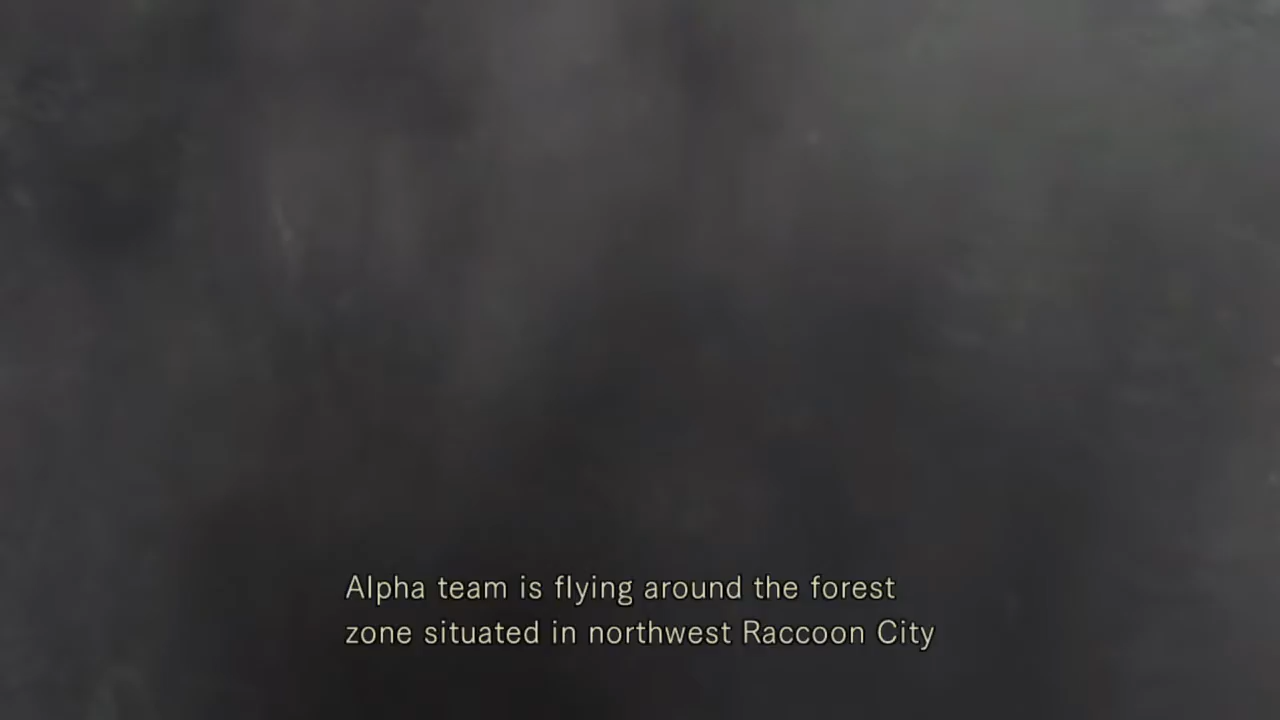 Alpha team is flying around the forest
zone situated in northwest Raccoon City